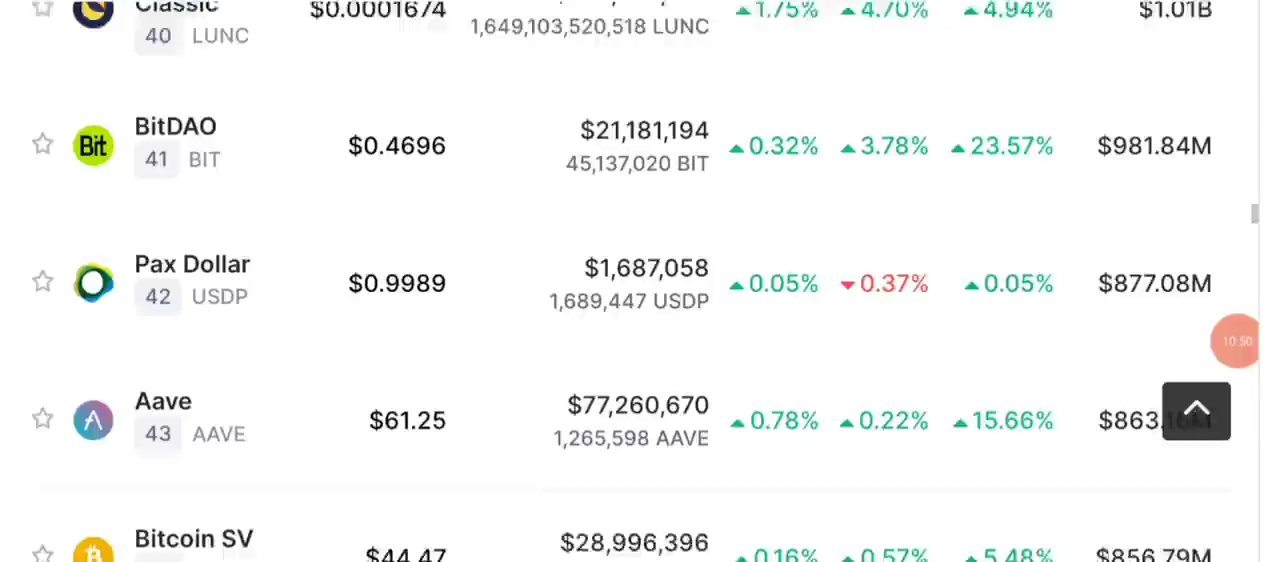 Classic $0.0001674 1.75% 4.70% 4.94% $1.01B
40 LUNC 1,649,103,520,518 LUNC
BitDAO $21,181,194
Bit $0.4696 0.32% 3.78% 23.57% $981.84M
41 BIT 45,137,020 BIT
Pax Dollar $1,687,058
$0.9989 0.05% 0.37% 0.05% $877.08M
42 USDP 1,689,447 USDP
10:50
Aave $77,260,670
$61.25 0.78% 0.22% 15.66% $863.
43 AAVE 1,265,598 AAVE
Bitcoin SV $28,996,396
$44.47 0.16% 0.57% 5.48% $856.79M